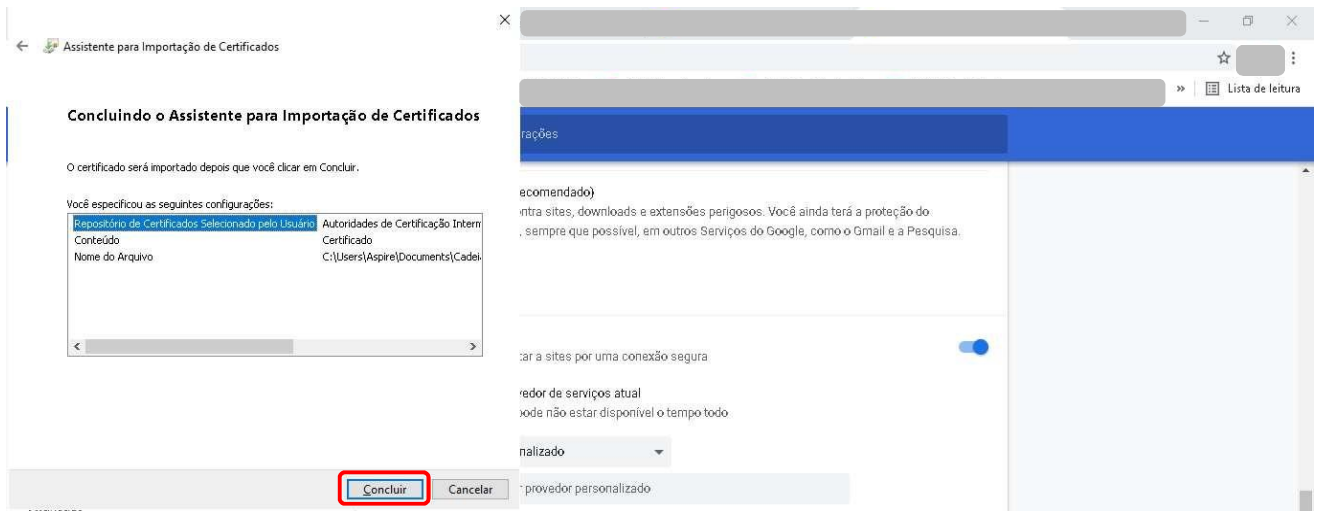 Assistente para Importação de Certificados
Concluindo o Assistente para Importação de Certificados
O certificado será importado depois que você clicar em Concluir.
Você especificou as seguintes configurações:
Repositório de Certificados Selecionado pelo Usuário Autoridades de Certificação Interm
Conteúdo Certificado
Nome do Arquivo C:\Users\Aspire\Documents\Cadei
Concluir Cancelar
Lista de leitura
rações
ecomendado)
ntra sites, downloads e extensões perigosos. Você ainda terá a proteção do
, sempre que possível, em outros Serviços do Google, como o Gmail e a Pesquisa.
tar a sites por uma conexão segura
vedor de serviços atual
pode não estar disponível o tempo todo
nalizado
provedor personalizado